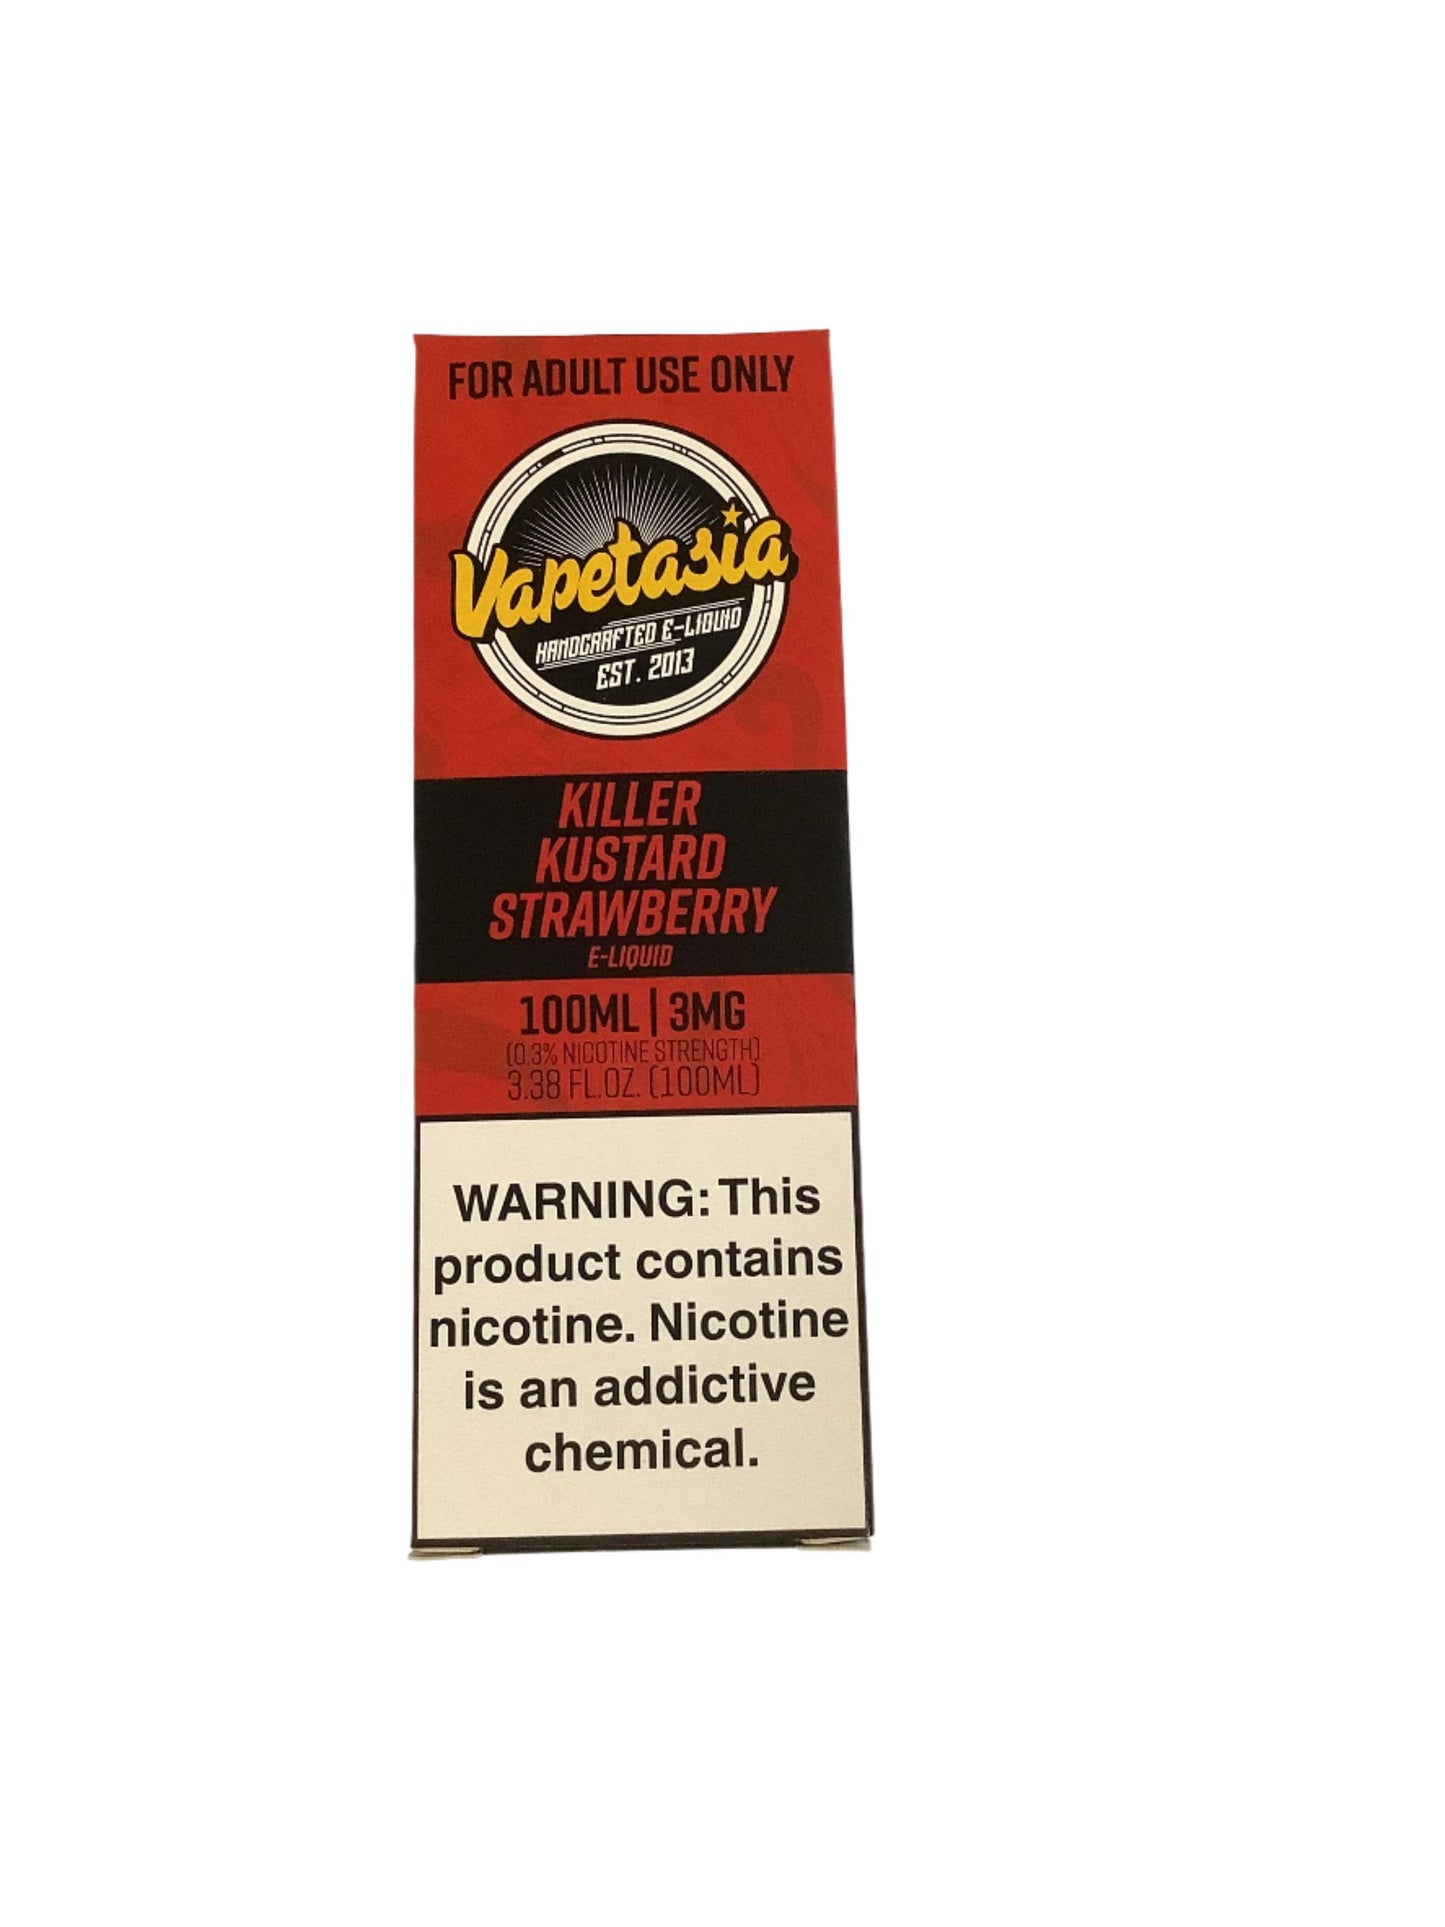 FOR ADULT USE ONLY
Vapetasia
HANDCRAFTED E-LIQUID
EST. 2013
KILLER
KUSTARD
STRAWBERRY
E-LIQUID
100ML | 3MG
(0.3% NICOTINE STRENGTH)
3.38 FL.OZ. (100ML)
WARNING: This
product contains
nicotine. Nicotine
is an addictive
chemical.